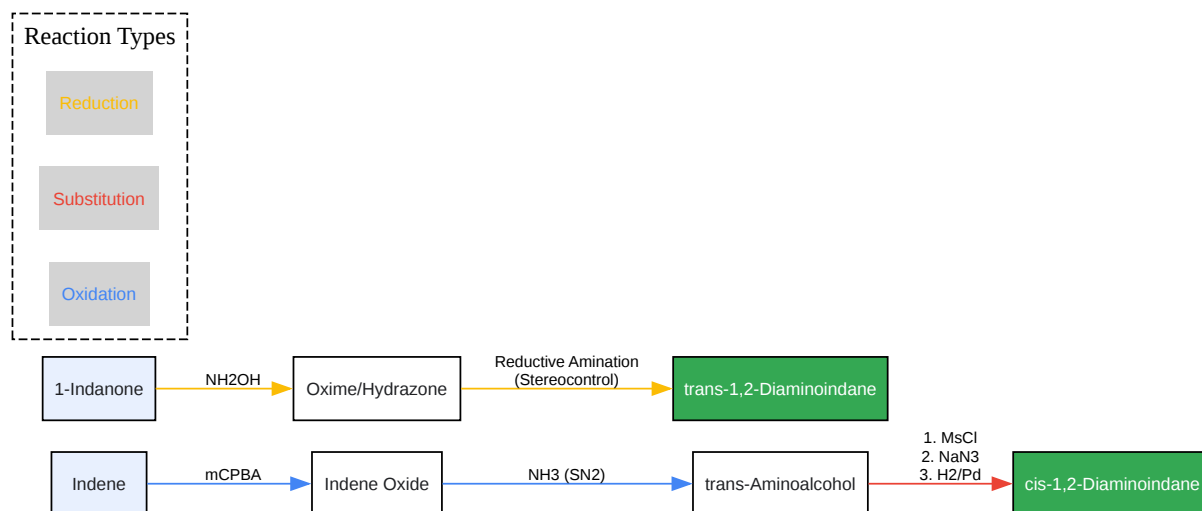 Reaction Types
Reduction
Substitution
Oxidation
1-Indanone
NH2OH
Oxime/Hydrazone
Reductive Amination
(Stereocontrol)
trans-1,2-Diaminoindane
Indene
mCPBA
Indene Oxide
NH3 (SN2)
trans-Aminoalcohol
1. MsCl
2. NaN3
3. H2/Pd
cis-1,2-Diaminoindane